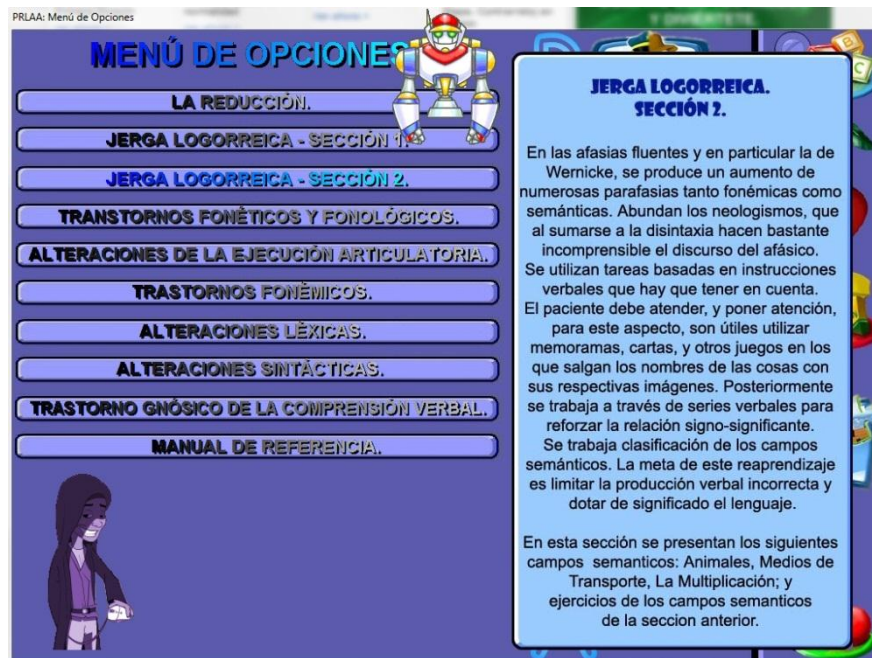 PRLAA: Menú de Opciones
Y DIVIÉRTETE.
MENÚ DE OPCIONES
LA REDUCCIÓN.
JERGA LOGORREICA - SECCIÓN 1.
JERGA LOGORREICA - SECCIÓN 2.
TRANSTORNOS FONÉTICOS Y FONOLÓGICOS.
ALTERACIONES DE LA EJECUCIÓN ARTICULATORIA.
TRASTORNOS FONÉMICOS.
ALTERACIONES LÉXICAS.
ALTERACIONES SINTÁCTICAS.
TRASTORNO GNÓSICO DE LA COMPRENSIÓN VERBAL.
MANUAL DE REFERENCIA.
JERGA LOGORREICA.
SECCIÓN 2.
En las afasias fluentes y en particular la de
Wernicke, se produce un aumento de
numerosas parafasias tanto fonémicas como
semánticas. Abundan los neologismos, que
al sumarse a la disintaxia hacen bastante
incomprensible el discurso del afásico.
Se utilizan tareas basadas en instrucciones
verbales que hay que tener en cuenta.
El paciente debe atender, y poner atención,
para este aspecto, son útiles utilizar
memoramas, cartas, y otros juegos en los
que salgan los nombres de las cosas con
sus respectivas imágenes. Posteriormente
se trabaja a través de series verbales para
reforzar la relación signo-significante.
Se trabaja clasificación de los campos
semánticos. La meta de este reaprendizaje
es limitar la producción verbal incorrecta y
dotar de significado el lenguaje.
En esta sección se presentan los siguientes
campos semanticos: Animales, Medios de
Transporte, La Multiplicación; y
ejercicios de los campos semanticos
de la seccion anterior.
B
C